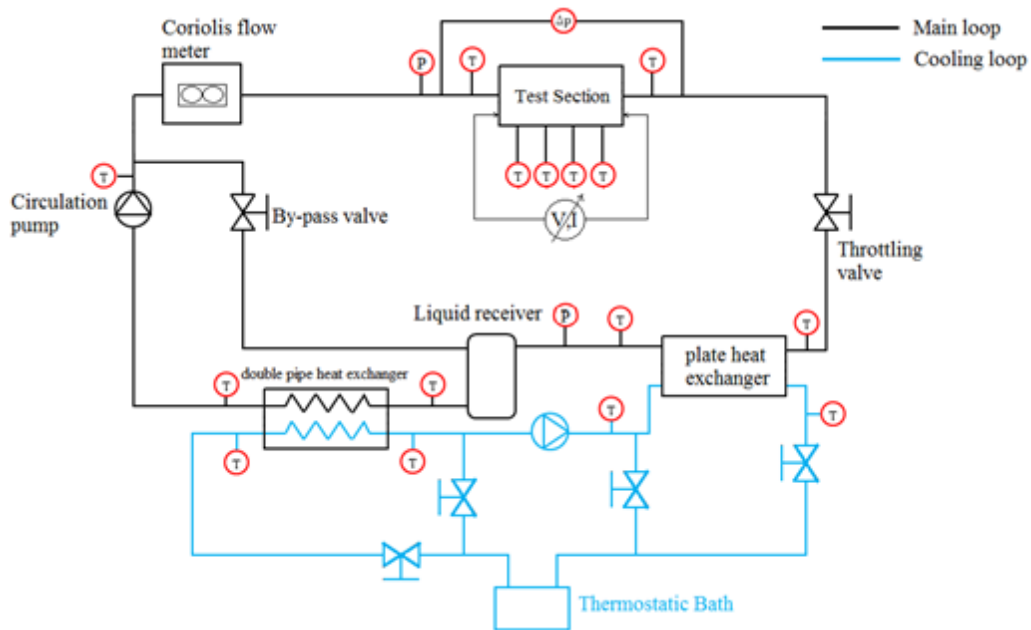 Coriolis flow
meter
Δp
Main loop
Cooling loop
P
T
T
Test Section
T
T
T
T
T
Circulation
pump
By-pass valve
V,I
Throttling
valve
Liquid receiver
P
T
T
plate heat
exchanger
double pipe heat exchanger
T
T
T
T
T
T
Thermostatic Bath